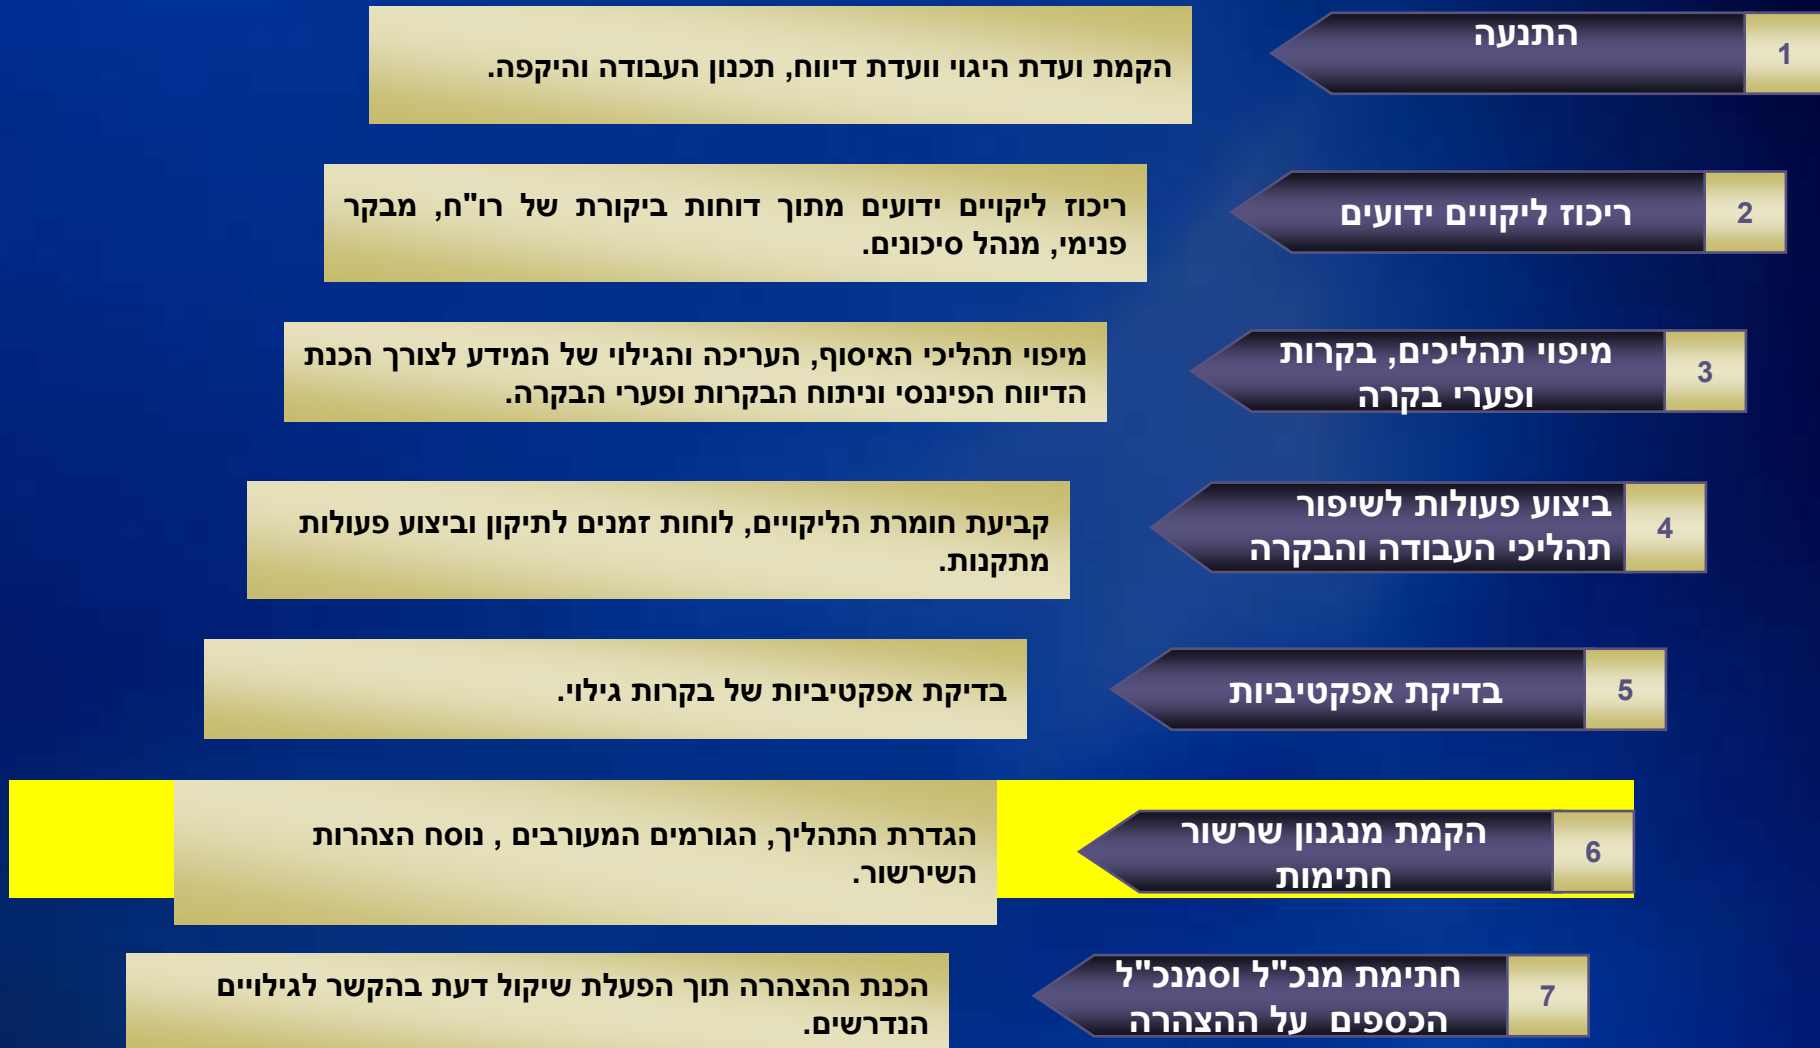 1
התנעה
הקמת ועדת היגוי וועדת דיווח, תכנון העבודה והיקפה.
2
ריכוז ליקויים ידועים
ריכוז ליקויים ידועים מתוך דוחות ביקורת של רו"ח, מבקר
פנימי, מנהל סיכונים.
3
מיפוי תהליכים, בקרות
ופערי בקרה
מיפוי תהליכי האיסוף, העריכה והגילוי של המידע לצורך הכנת
הדיווח הפיננסי וניתוח הבקרות ופערי הבקרה.
4
ביצוע פעולות לשיפור
תהליכי העבודה והבקרה
קביעת חומרת הליקויים, לוחות זמנים לתיקון וביצוע פעולות
מתקנות.
5
בדיקת אפקטיביות
בדיקת אפקטיביות של בקרות גילוי.
6
הקמת מנגנון שרשור
חתימות
הגדרת התהליך, הגורמים המעורבים , נוסח הצהרות
השירשור.
7
חתימת מנכ"ל וסמנכ"ל
הכספים  על ההצהרה
הכנת ההצהרה תוך הפעלת שיקול דעת בהקשר לגילויים
הנדרשים.